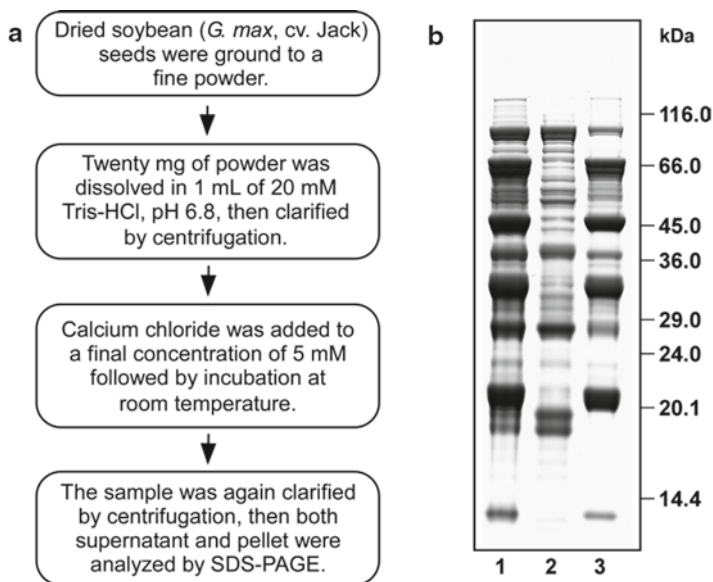 a
Dried soybean (G. max, cv. Jack)
seeds were ground to a
fine powder.
Twenty mg of powder was
dissolved in 1 mL of 20 mM
Tris-HCl, pH 6.8, then clarified
by centrifugation.
Calcium chloride was added to
a final concentration of 5 mM
followed by incubation at
room temperature.
The sample was again clarified
by centrifugation, then both
supernatant and pellet were
analyzed by SDS-PAGE.
b
kDa
116.0
66.0
45.0
36.0
29.0
24.0
20.1
14.4
1 2 3